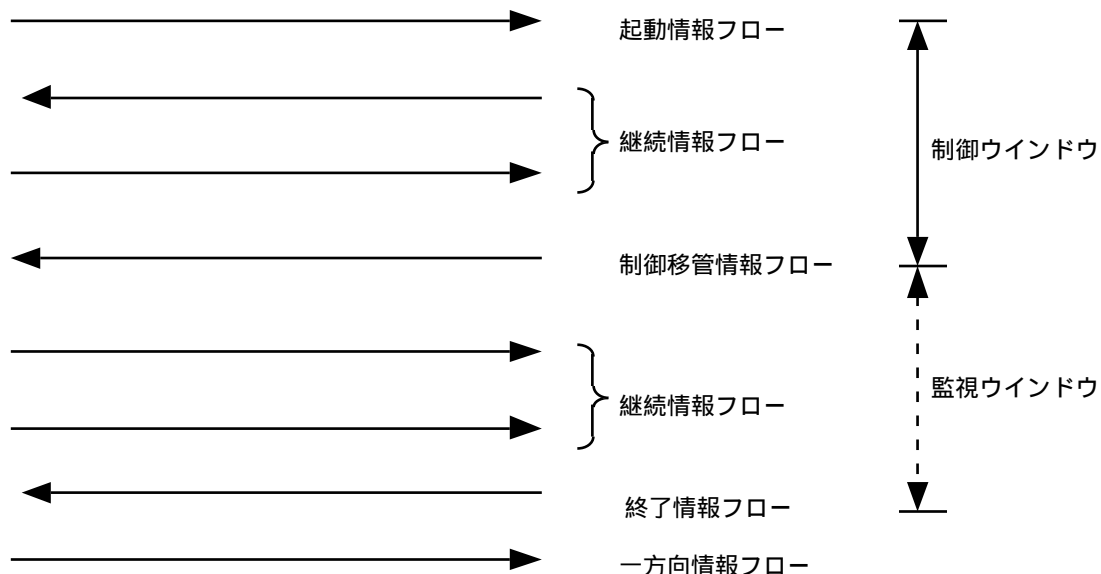 起動情報フロー
継続情報フロー
制御ウインドウ
制御移管情報フロー
監視ウインドウ
継続情報フロー
終了情報フロー
一方向情報フロー